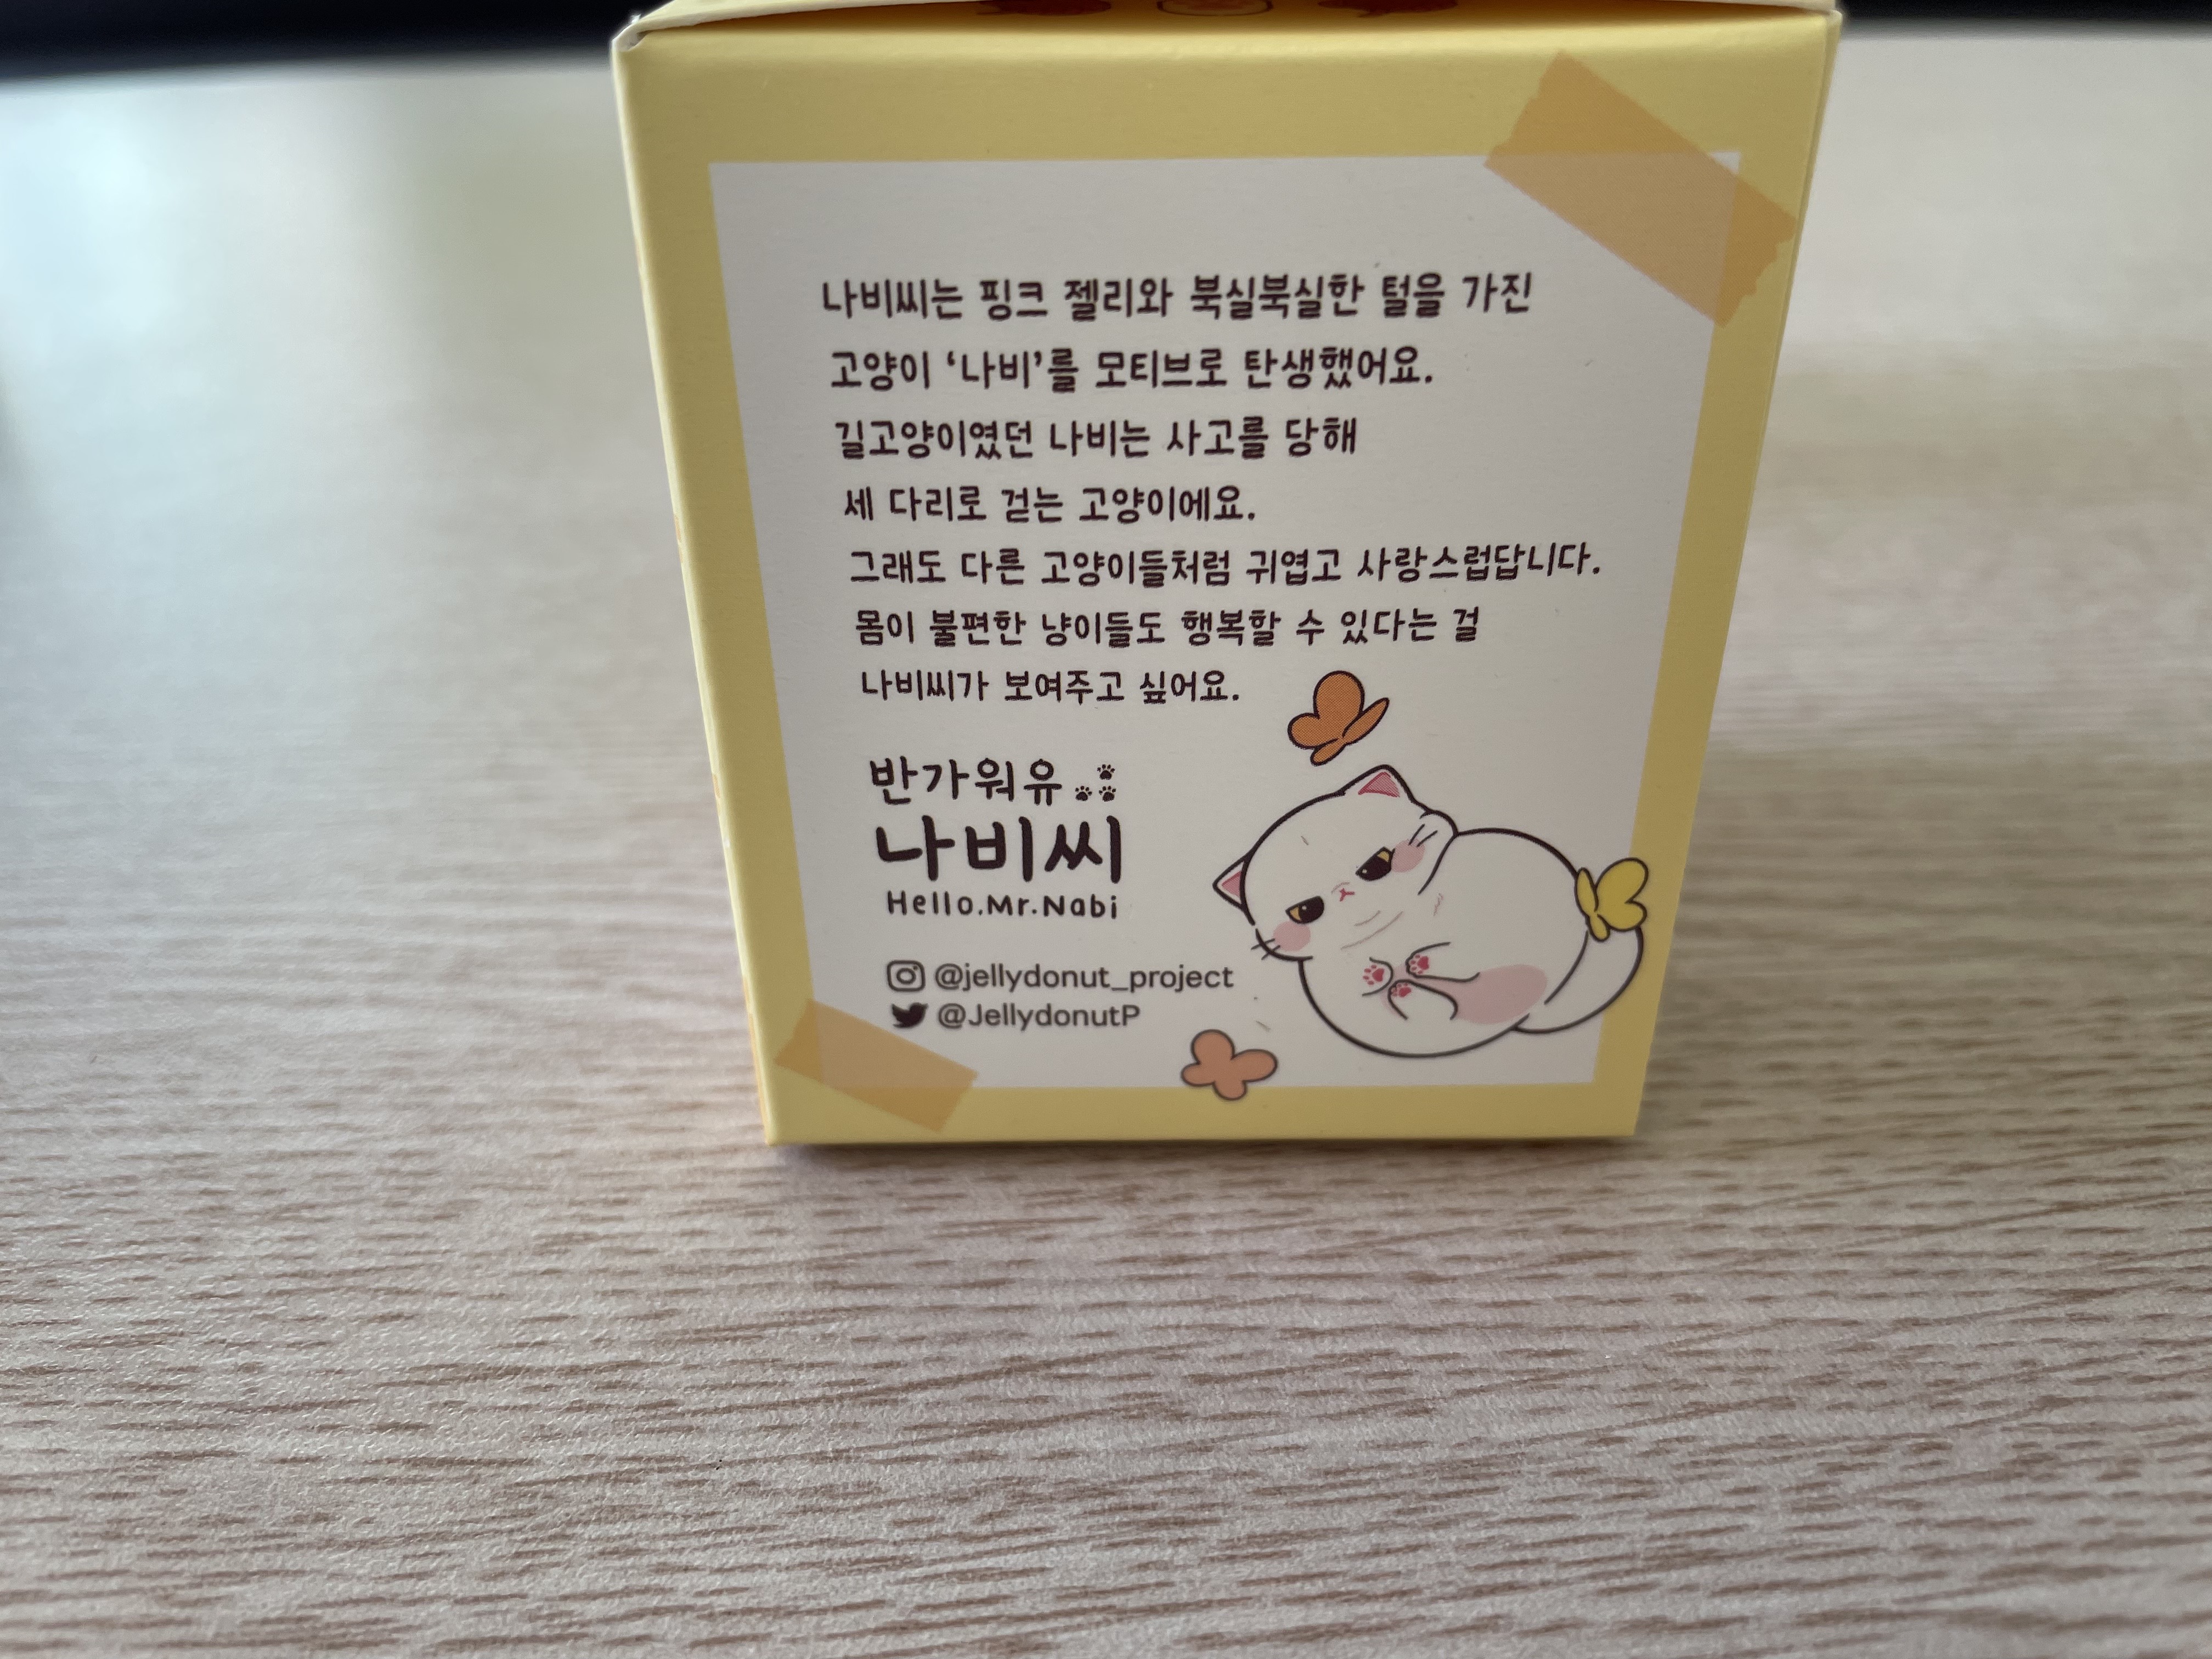 나비씨는 핑크 젤리와 북실북실한 털을 가진
고양이 ‘나비’를 모티브로 탄생했어요.
길고양이였던 나비는 사고를 당해
세 다리로 걷는 고양이에요.
그래도 다른 고양이들처럼 귀엽고 사랑스럽답니다.
몸이 불편한 냥이들도 행복할 수 있다는 걸
나비씨가 보여주고 싶어요.
반가워유
나비씨
Hello.Mr.Nabi
@jellydonut_project
@JellydonutP